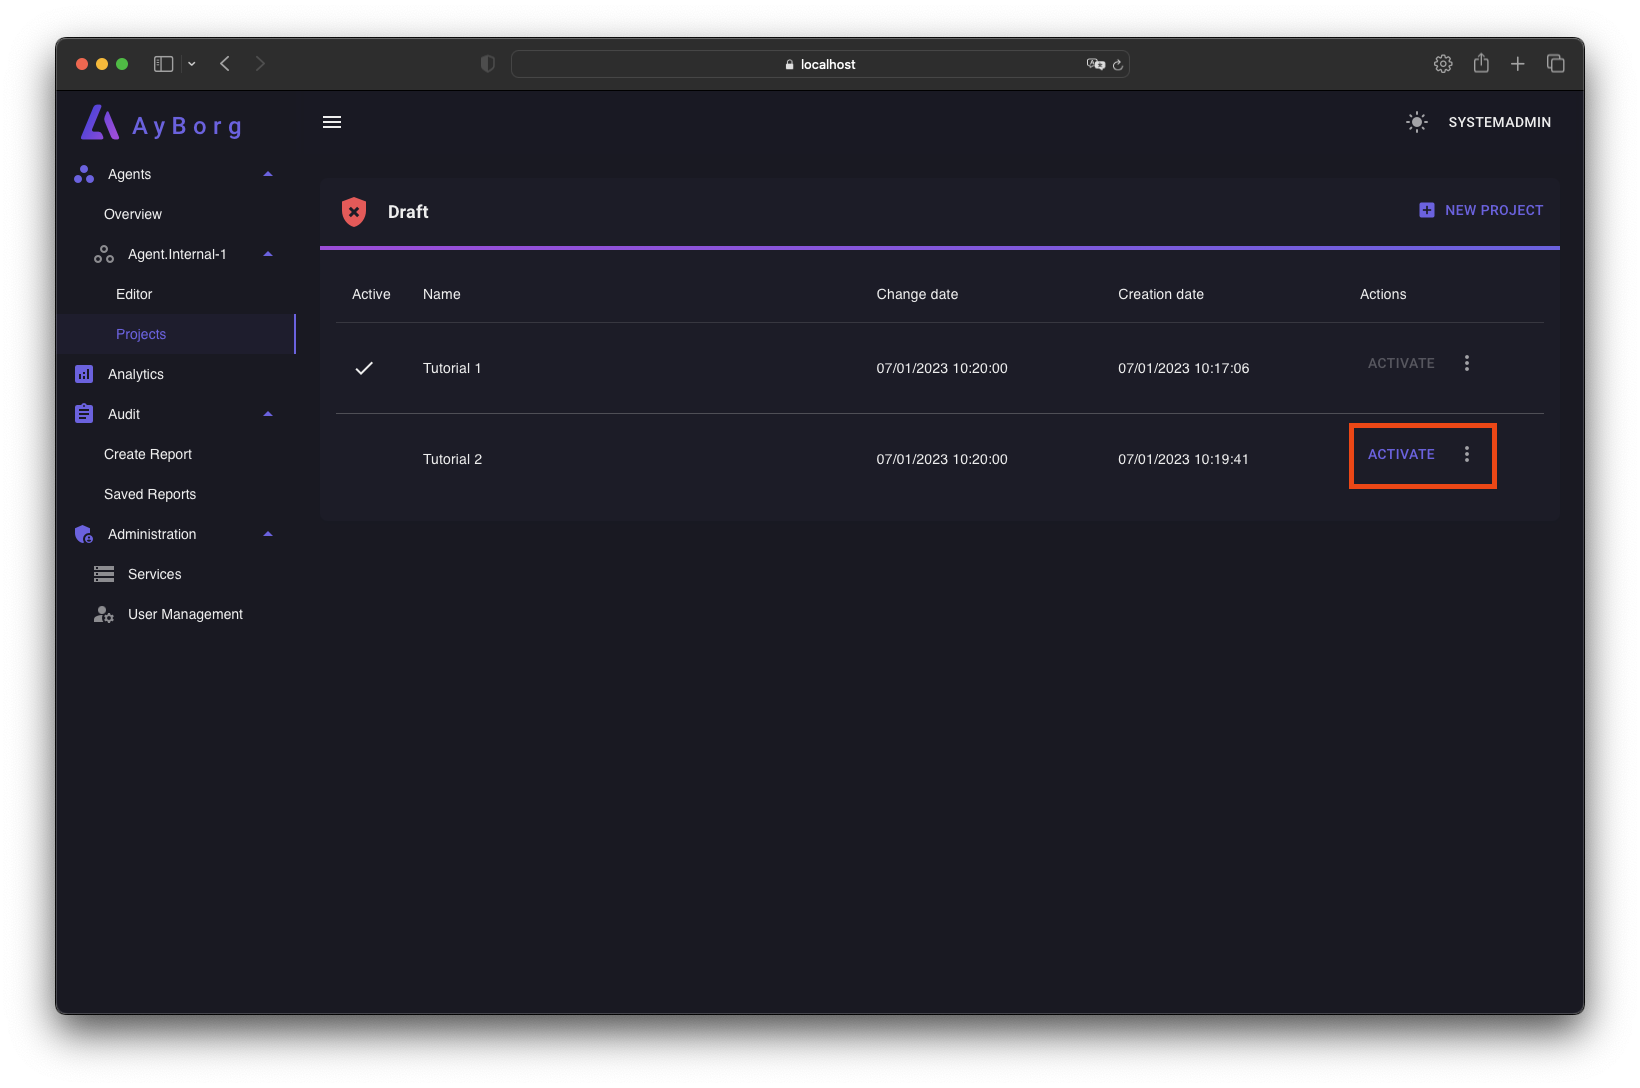 localhost
AyBorg
SYSTEMADMIN
Agents
Overview
Agent.Internal-1
Editor
Projects
Analytics
Audit
Create Report
Saved Reports
Administration
Services
User Management
Draft
NEW PROJECT
Active Name Change date Creation date Actions
Tutorial 1 07/01/2023 10:20:00 07/01/2023 10:17:06 ACTIVATE
Tutorial 2 07/01/2023 10:20:00 07/01/2023 10:19:41 ACTIVATE